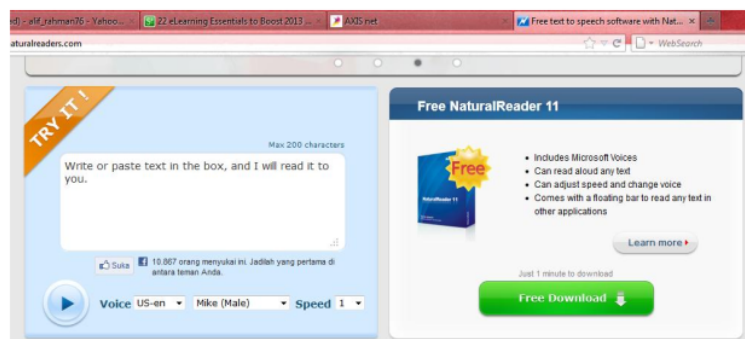 ed) - alif_rahman76 - Yahoo...
22 eLearning Essentials to Boost 2013 ...
AXIS net
Free text to speech software with Nat...
aturalreaders.com
WebSearch
TRY IT !
Max 200 characters
Write or paste text in the box, and I will read it to
you.
Suka
10.867 orang menyukai ini. Jadilah yang pertama di
antara teman Anda.
Voice US-en Mike (Male) Speed 1
Free NaturalReader 11
Free
NaturalReader 11
Includes Microsoft Voices
Can read aloud any text
Can adjust speed and change voice
Comes with a floating bar to read any text in
other applications
Learn more
Just 1 minute to download
Free Download